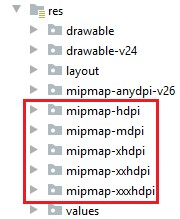 res
drawable
drawable-v24
layout
mipmap-anydpi-v26
mipmap-hdpi
mipmap-mdpi
mipmap-xhdpi
mipmap-xxhdpi
mipmap-xxxhdpi
values